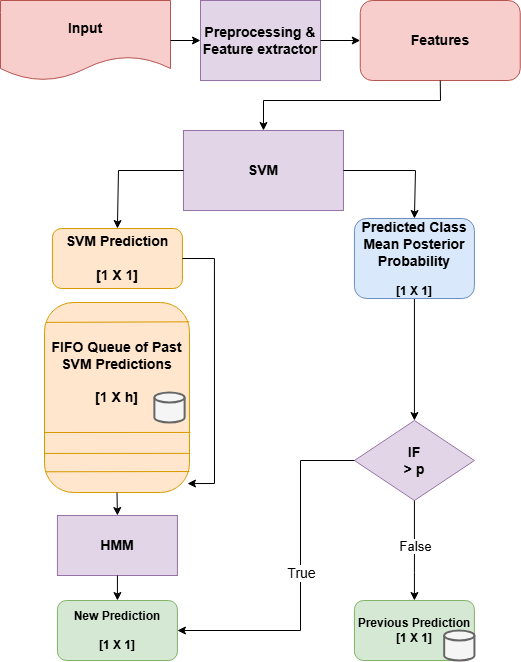 Input
Preprocessing &
Feature extractor
Features
SVM
SVM Prediction
[1 X 1]
Predicted Class
Mean Posterior
Probability
[1 X 1]
FIFO Queue of Past
SVM Predictions
[1 X h]
IF
> p
HMM
False
True
New Prediction
[1 X 1]
Previous Prediction
[1 X 1]